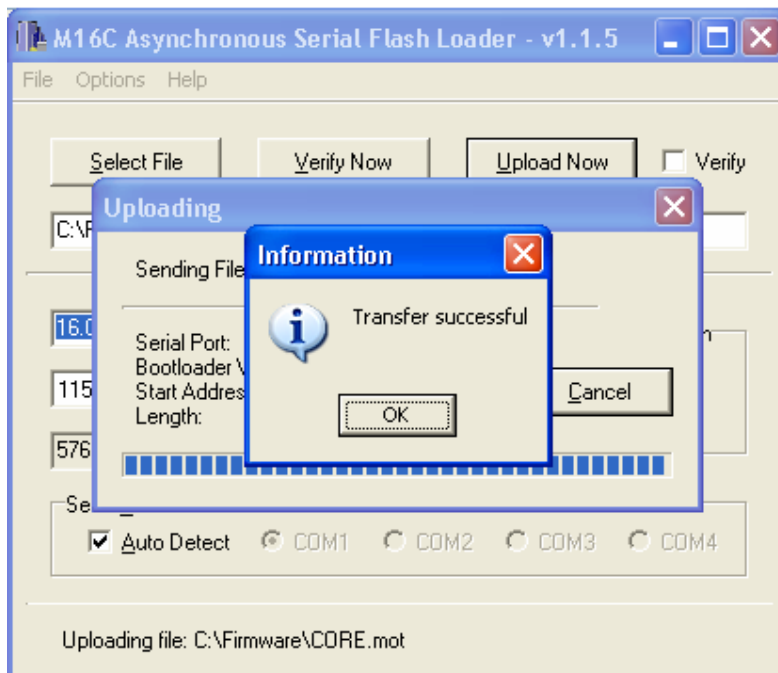 M16C Asynchronous Serial Flash Loader - v1.1.5
File Options Help
Select File Verify Now Upload Now Verify
Uploading
C:\F
Information
Sending File
Transfer successful
16.0
Serial Port:
Bootloader V
115
Start Addres
Cancel
Length:
OK
576
Se
Auto Detect COM1 COM2 COM3 COM4
Uploading file: C:\Firmware\CORE.mot